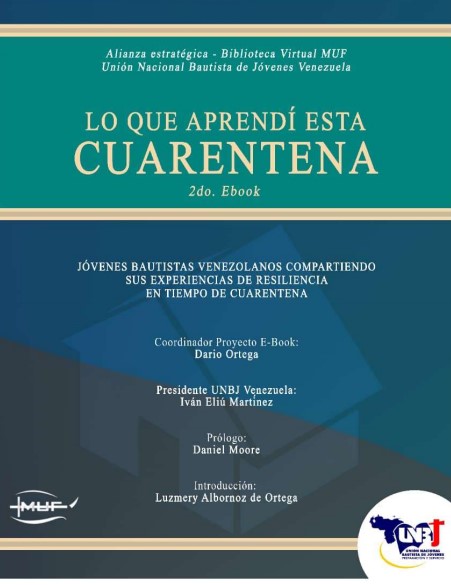 Alianza estratégica - Biblioteca Virtual MUF
Unión Nacional Bautista de Jóvenes Venezuela
LO QUE APRENDÍ ESTA
CUARENTENA
2do. Ebook
JÓVENES BAUTISTAS VENEZOLANOS COMPARTIENDO
SUS EXPERIENCIAS DE RESILIENCIA
EN TIEMPO DE CUARENTENA
Coordinador Proyecto E-Book:
Dario Ortega
Presidente UNBJ Venezuela:
Iván Eliú Martínez
Prólogo:
Daniel Moore
Introducción:
Luzmery Albornoz de Ortega
MUF
UNBJ
UNION NACIONAL
BAUTISTA DE JOVENES